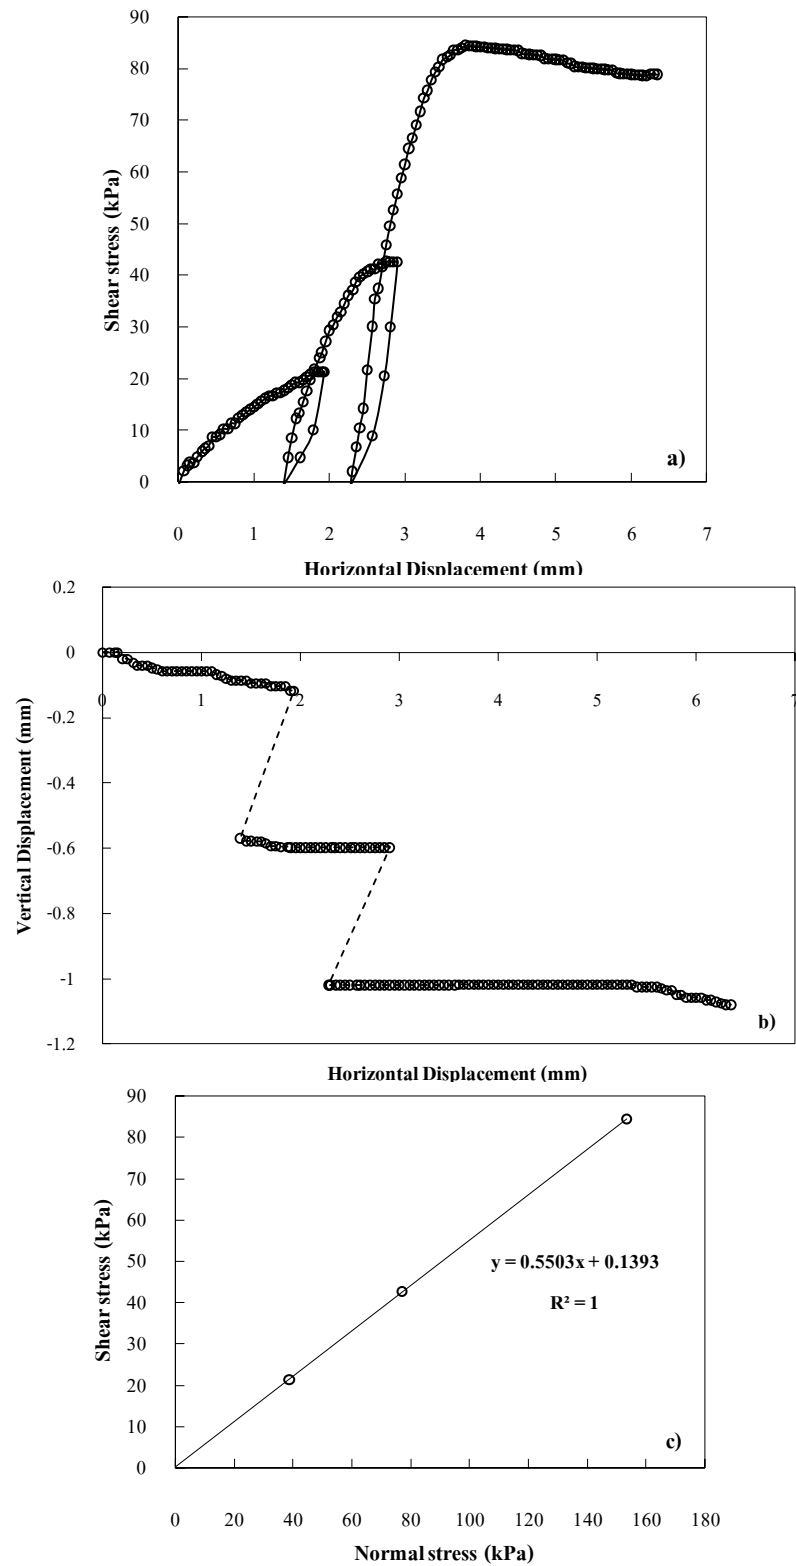 90
80
70
60
50
40
30
20
10
0
Shear stress (kPa)
a)
0 1 2 3 4 5 6 7
Horizontal Displacement (mm)
0.2
0
-0.2
-0.4
-0.6
-0.8
-1
-1.2
Vertical Displacement (mm)
0 1 2 3 4 5 6 7
b)
Horizontal Displacement (mm)
90
80
70
60
50
40
30
20
10
0
Shear stress (kPa)
y = 0.5503x + 0.1393
R² = 1
c)
0 20 40 60 80 100 120 140 160 180
Normal stress (kPa)